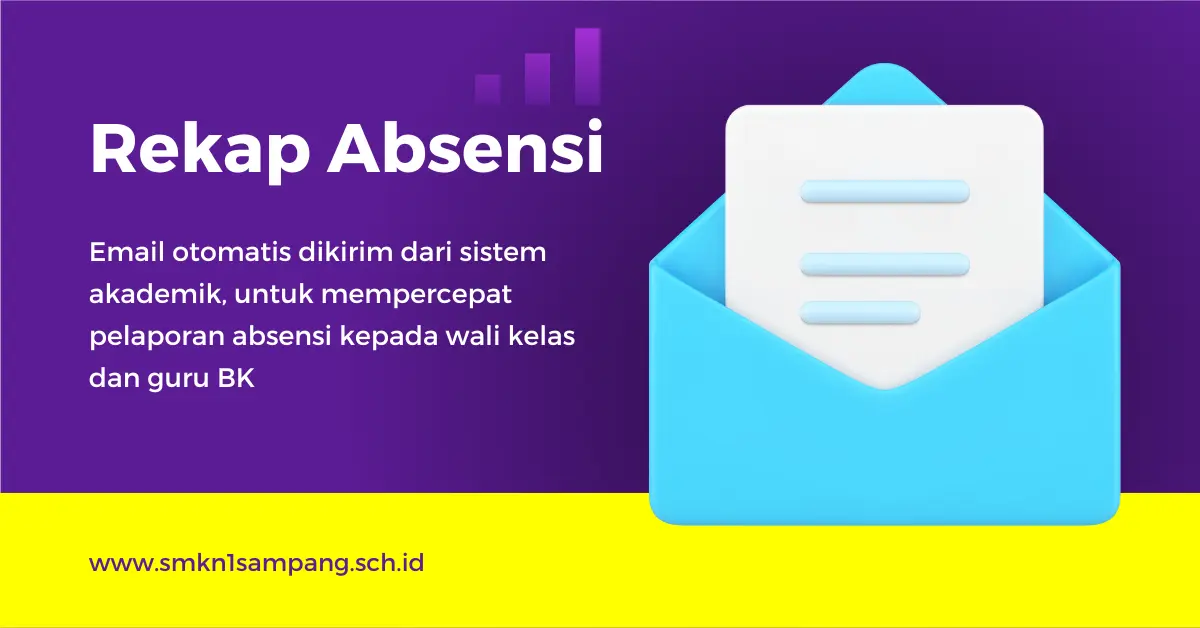 Rekap Absensi
Email otomatis dikirim dari sistem
akademik, untuk mempercepat
pelaporan absensi kepada wali kelas
dan guru BK
www.smkn1sampang.sch.id